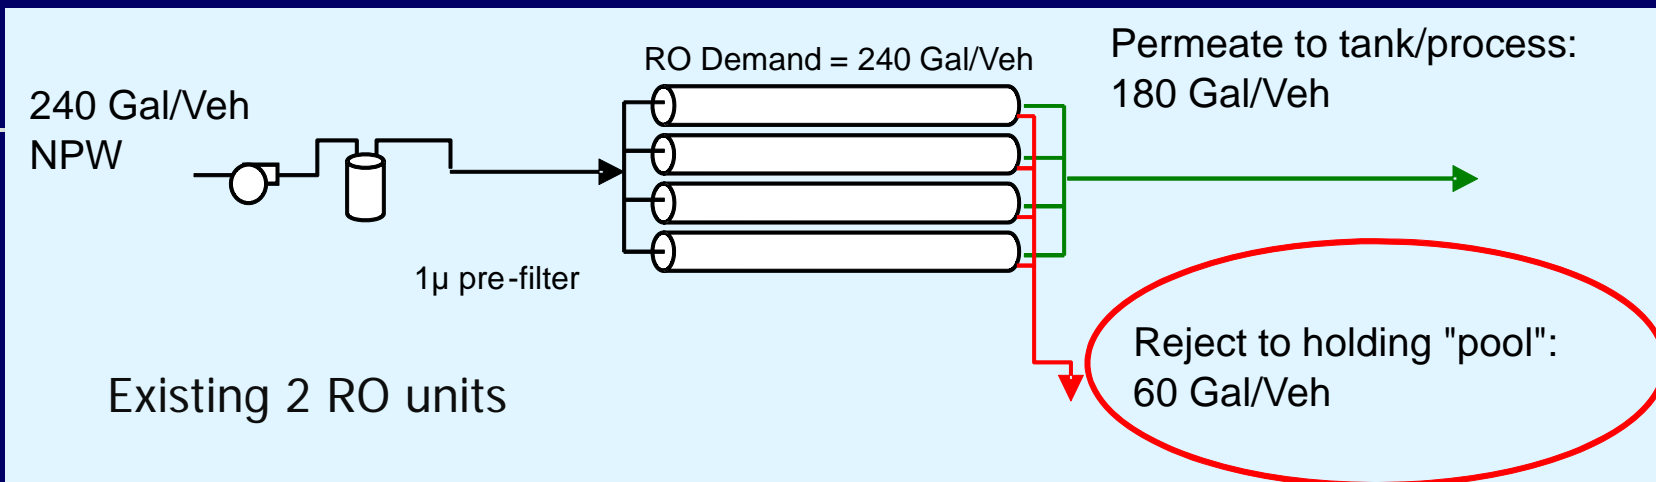 RO Demand = 240 Gal/Veh
Permeate to tank/process:
180 Gal/Veh
240 Gal/Veh
NPW
1µ pre-filter
Reject to holding "pool":
60 Gal/Veh
Existing 2 RO units